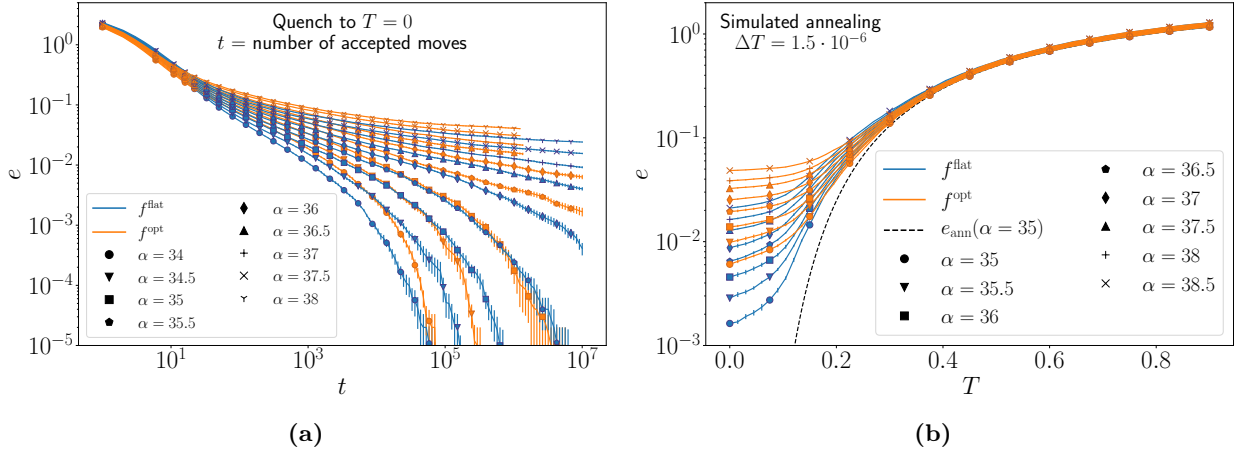 Quench to T = 0
t = number of accepted moves
e
10^0
10^{-1}
10^{-2}
10^{-3}
10^{-4}
10^{-5}
f^flat
f^opt
α = 34
α = 34.5
α = 35
α = 35.5
α = 36
α = 36.5
α = 37
α = 37.5
α = 38
10^1
10^3
10^5
10^7
t
(a)
Simulated annealing
ΔT = 1.5 · 10^{-6}
e
10^0
10^{-1}
10^{-2}
10^{-3}
f^flat
f^opt
e_ann(α = 35)
α = 35
α = 35.5
α = 36
α = 36.5
α = 37
α = 37.5
α = 38
α = 38.5
0.0
0.2
0.4
0.6
0.8
T
(b)